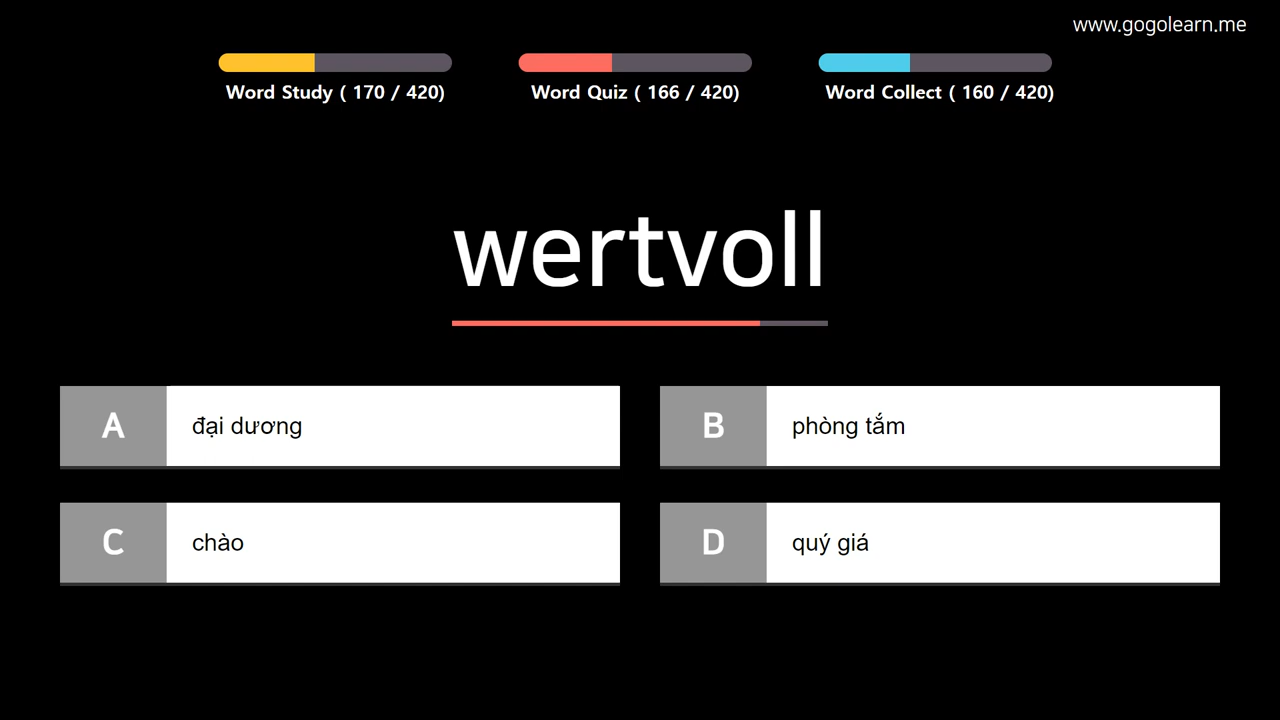 www.gogolearn.me
Word Study ( 170 / 420)
Word Quiz ( 166 / 420)
Word Collect ( 160 / 420)
wertvoll
A đại dương
B phòng tắm
C chào
D quý giá